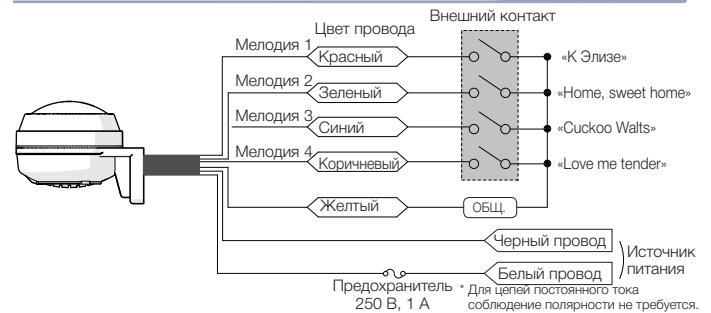 Внешний контакт
Цвет провода
Мелодия 1 Красный «К Элизе»
Мелодия 2 Зеленый «Home, sweet home»
Мелодия 3 Синий «Cuckoo Walts»
Мелодия 4 Коричневый «Love me tender»
Желтый ОБЩ.
Черный провод
Источник
питания
Белый провод
Предохранитель
250 В, 1 А
* Для цепей постоянного тока
соблюдение полярности не требуется.